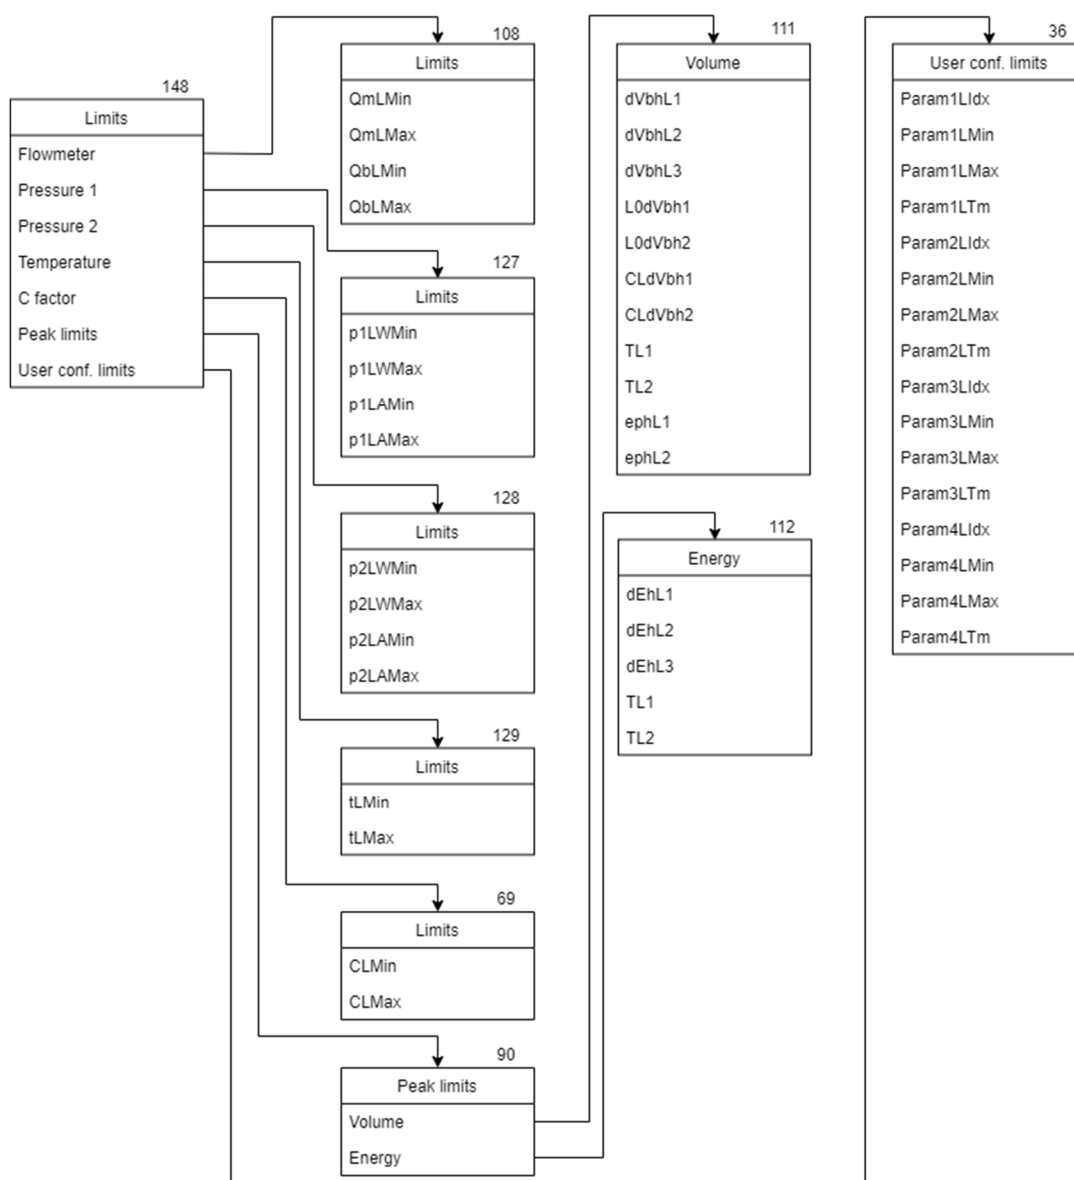 148
Limits
Flowmeter
Pressure 1
Pressure 2
Temperature
C factor
Peak limits
User conf. limits
108
Limits
QmLMin
QmLMax
QbLMin
QbLMax
127
Limits
p1LWMin
p1LWMax
p1LAMin
p1LAMax
128
Limits
p2LWMin
p2LWMax
p2LAMin
p2LAMax
129
Limits
tLMin
tLMax
69
Limits
CLMin
CLMax
90
Peak limits
Volume
Energy
111
Volume
dVbhL1
dVbhL2
dVbhL3
L0dVbh1
L0dVbh2
CLdVbh1
CLdVbh2
TL1
TL2
ephL1
ephL2
112
Energy
dEhL1
dEhL2
dEhL3
TL1
TL2
36
User conf. limits
Param1LIdx
Param1LMin
Param1LMax
Param1LTm
Param2LIdx
Param2LMin
Param2LMax
Param2LTm
Param3LIdx
Param3LMin
Param3LMax
Param3LTm
Param4LIdx
Param4LMin
Param4LMax
Param4LTm